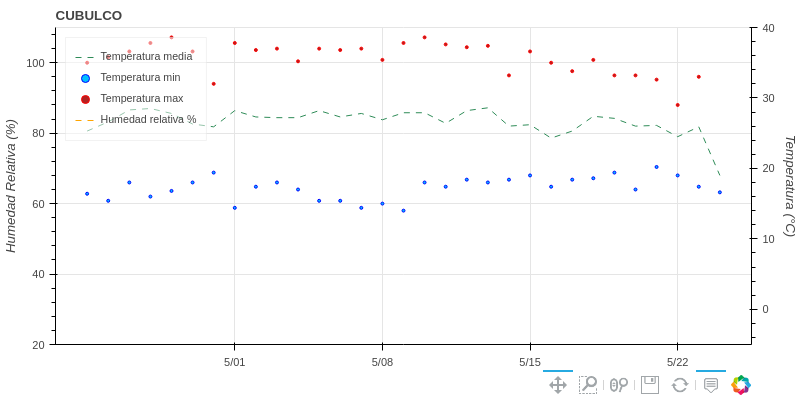 CUBULCO
Temperatura media
Temperatura min
Temperatura max
Humedad relativa %
Humedad Relativa (%)
100
80
60
40
20
40
30
20
10
0
Temperatura (°C)
5/01
5/08
5/15
5/22